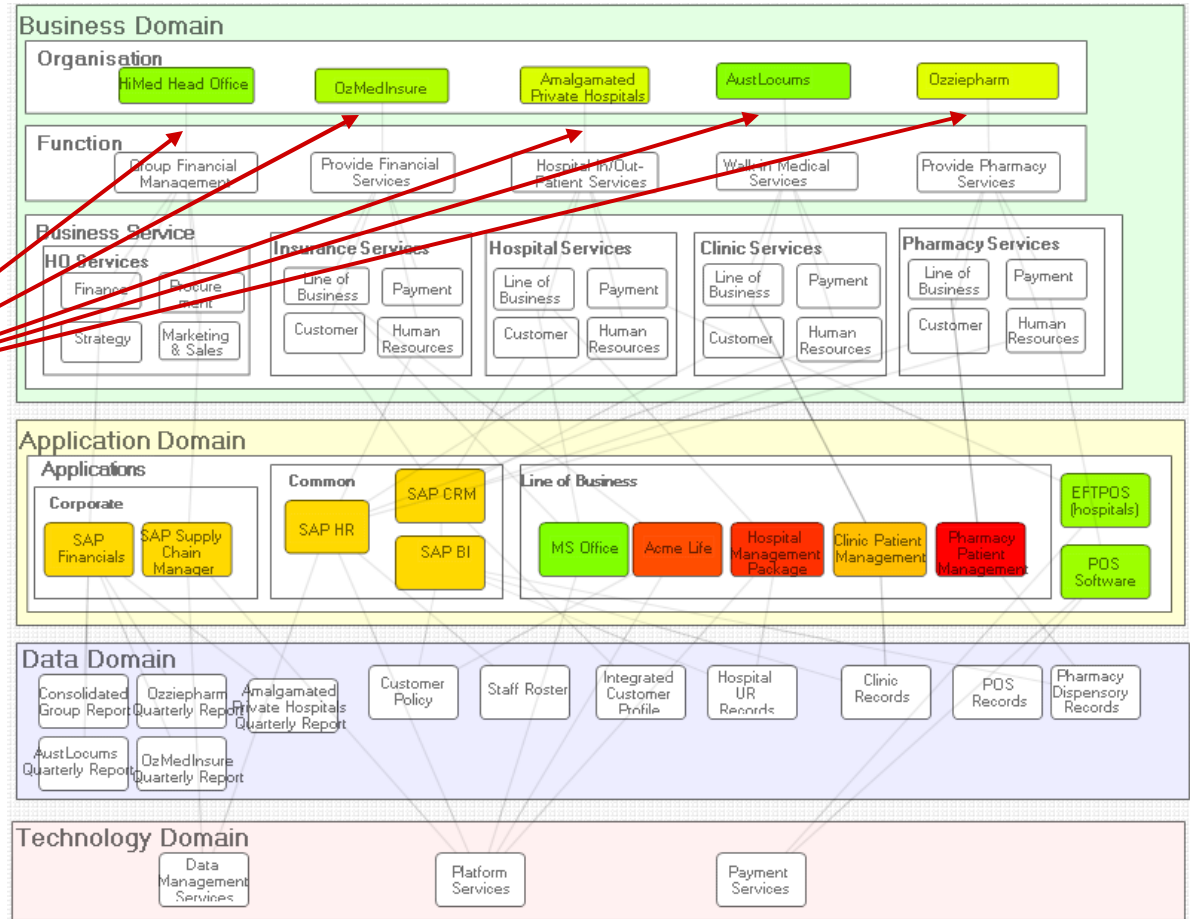 Business Domain
Organisation
HiMed Head Office
OzMedInsure
Amalgamated
Private Hospitals
AustLocums
Ozziepharm
Function
Group Financial
Management
Provide Financial
Services
Hospital In/Out-
Patient Services
Walk-in Medical
Services
Provide Pharmacy
Services
Business Service
HQ Services
Finance
Procure
ment
Strategy
Marketing
& Sales
Insurance Services
Line of
Business
Payment
Customer
Human
Resources
Hospital Services
Line of
Business
Payment
Customer
Human
Resources
Clinic Services
Line of
Business
Payment
Customer
Human
Resources
Pharmacy Services
Line of
Business
Payment
Customer
Human
Resources
Application Domain
Applications
Corporate
SAP
Financials
SAP Supply
Chain
Manager
Common
SAP HR
SAP CRM
SAP BI
Line of Business
MS Office
Acme Life
Hospital
Management
Package
Clinic Patient
Management
Pharmacy
Patient
Management
EFTPOS
(hospitals)
POS
Software
Data Domain
Consolidated
Group Report
Ozziepharm
Quarterly Report
Amalgamated
Private Hospitals
Quarterly Report
Customer
Policy
Staff Roster
Integrated
Customer
Profile
Hospital
UR
Records
Clinic
Records
POS
Records
Pharmacy
Dispensory
Records
AustLocums
Quarterly Report
OzMedInsure
Quarterly Report
Technology Domain
Data
Management
Services
Platform
Services
Payment
Services